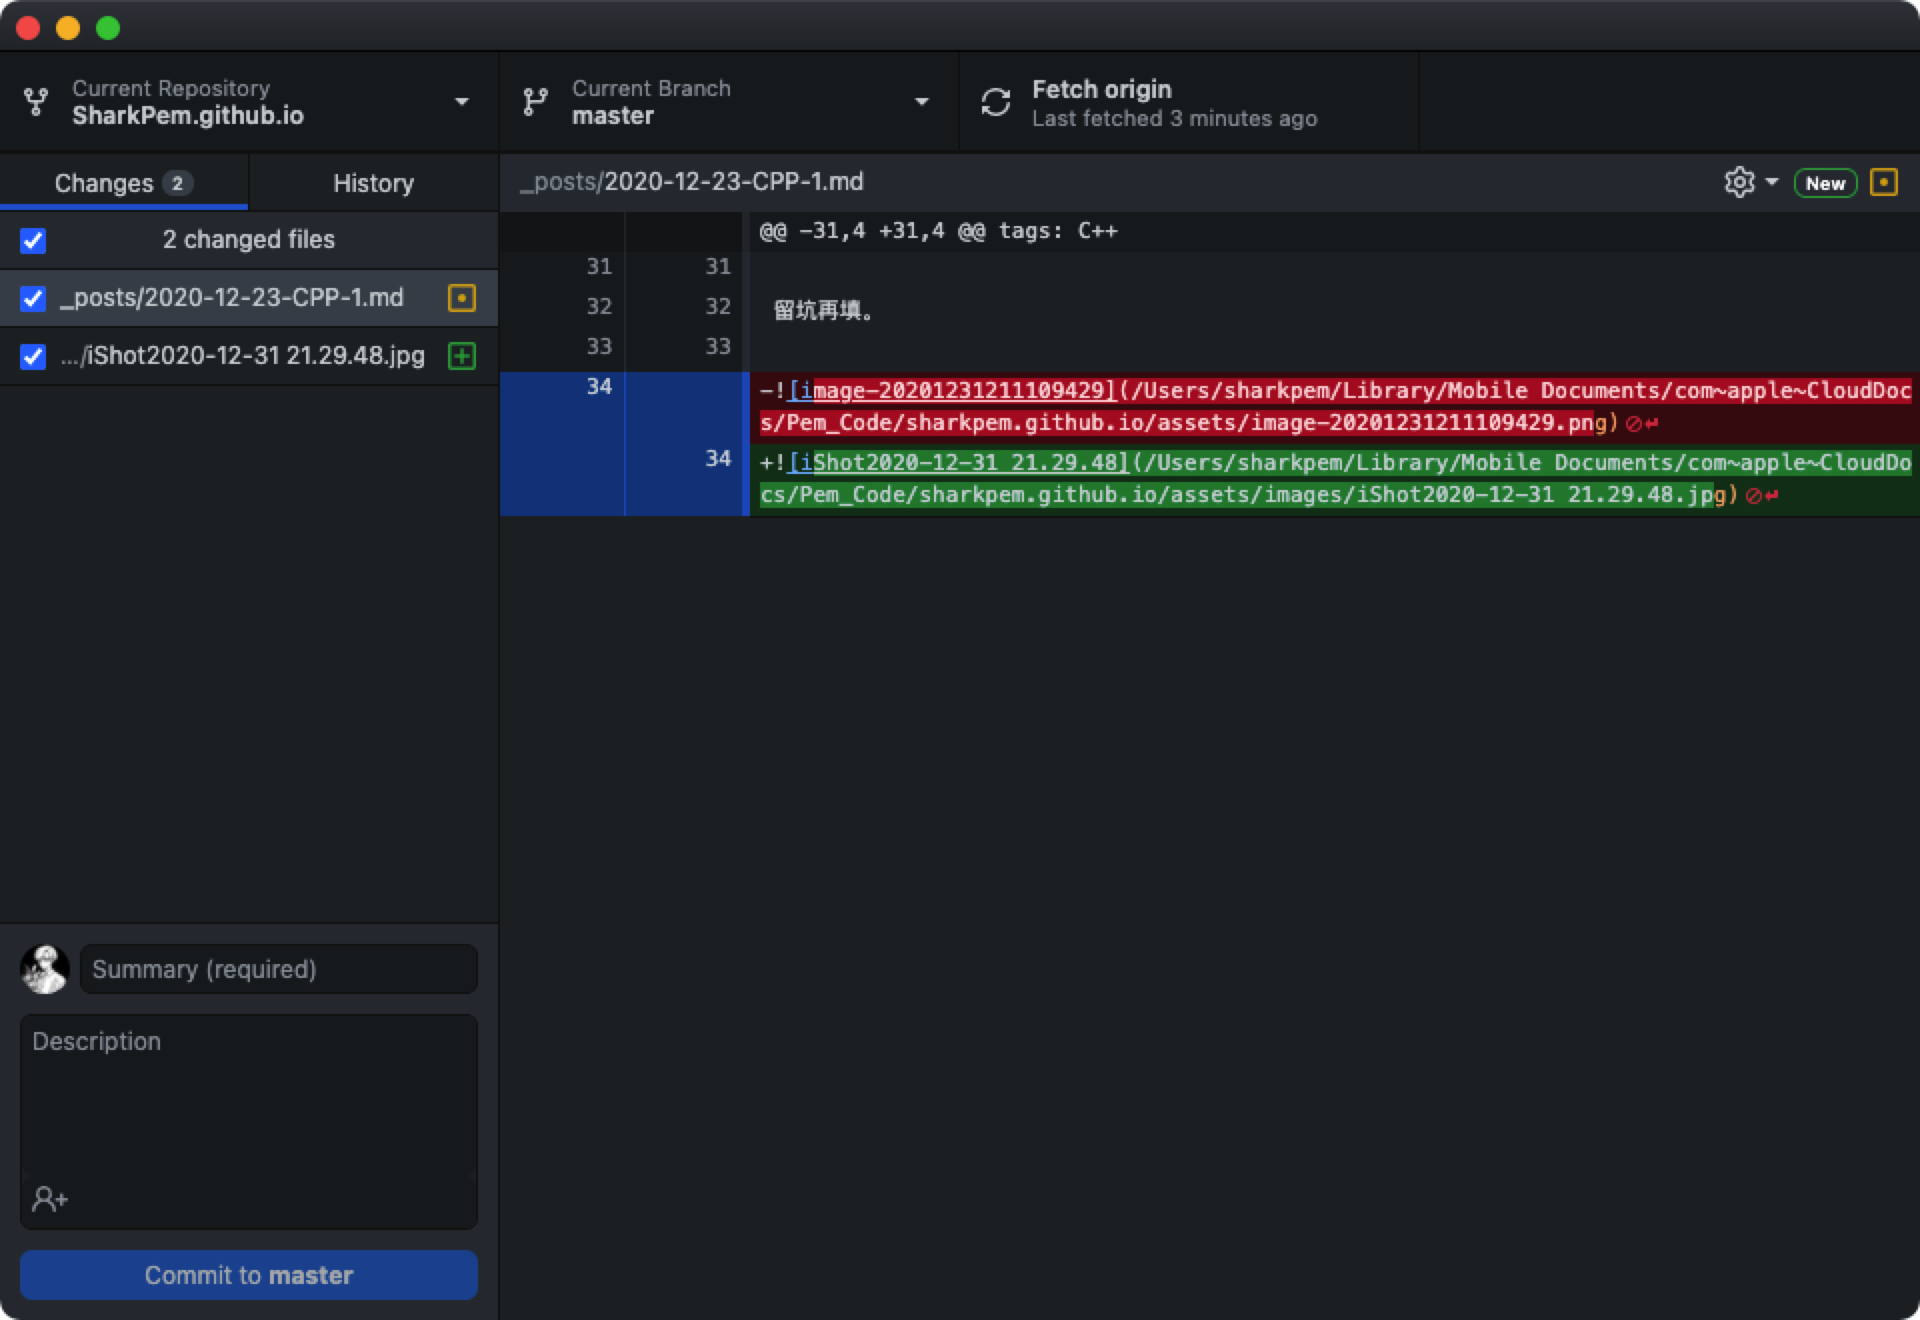 Current Repository
SharkPem.github.io
Current Branch
master
Fetch origin
Last fetched 3 minutes ago
Changes 2
History
2 changed files
_posts/2020-12-23-CPP-1.md
.../iShot2020-12-31 21.29.48.jpg
_posts/2020-12-23-CPP-1.md
New
@@ -31,4 +31,4 @@ tags: C++
31 31
32 32 留坑再填。
33 33
34 -![image-20201231211109429](/Users/sharkpem/Library/Mobile Documents/com~apple~CloudDoc
s/Pem_Code/sharkpem.github.io/assets/image-20201231211109429.png)
34 +![iShot2020-12-31 21.29.48](/Users/sharkpem/Library/Mobile Documents/com~apple~CloudDo
cs/Pem_Code/sharkpem.github.io/assets/images/iShot2020-12-31 21.29.48.jpg)
Summary (required)
Description
Commit to master